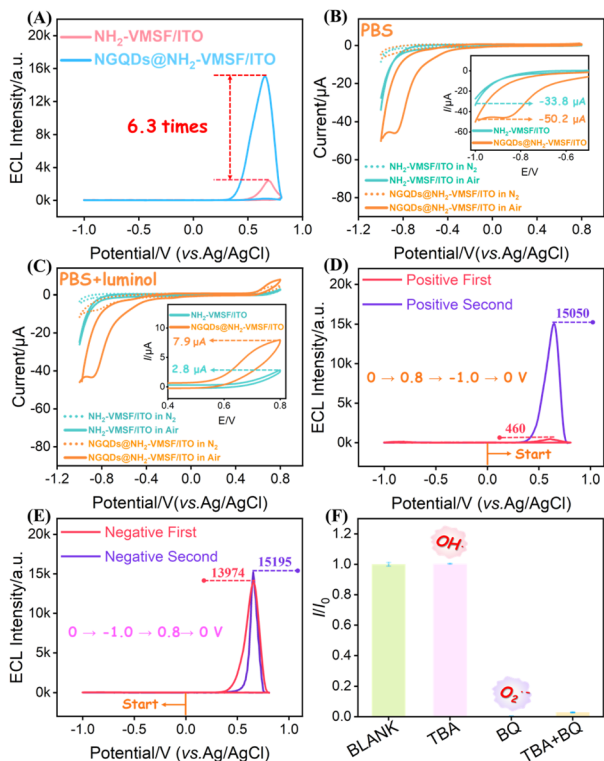 (A)
NH₂-VMSF/ITO
NGQDs@NH₂-VMSF/ITO
6.3 times
ECL Intensity/a.u.
20k
16k
12k
8k
4k
0k
-1.0 -0.5 0.0 0.5 1.0
Potential/V (vs.Ag/AgCl)
(B)
PBS
Current/μA
0
-20
-40
-60
-80
I/μA
0
-20
-40
-60
-33.8 μA
-50.2 μA
NH₂-VMSF/ITO
NGQDs@NH₂-VMSF/ITO
-1.0 -0.8 -0.6
E/V
NH₂-VMSF/ITO in N₂
NH₂-VMSF/ITO in Air
NGQDs@NH₂-VMSF/ITO in N₂
NGQDs@NH₂-VMSF/ITO in Air
-1.2 -0.8 -0.4 0.0 0.4 0.8
Potential/V (vs.Ag/AgCl)
(C)
PBS+luminol
Current/μA
0
-20
-40
-60
-80
I/μA
10
5
0
NH₂-VMSF/ITO
NGQDs@NH₂-VMSF/ITO
7.9 μA
2.8 μA
0.4 0.6 0.8
E/V
NH₂-VMSF/ITO in N₂
NH₂-VMSF/ITO in Air
NGQDs@NH₂-VMSF/ITO in N₂
NGQDs@NH₂-VMSF/ITO in Air
-1.2 -0.8 -0.4 0.0 0.4 0.8
Potential/V(vs.Ag/AgCl)
(D)
Positive First
Positive Second
15050
0 → 0.8 → -1.0 → 0 V
460
Start
ECL Intensity/a.u.
20k
15k
10k
5k
0k
-1.0 -0.5 0.0 0.5 1.0
Potential/V (vs.Ag/AgCl)
(E)
Negative First
Negative Second
15195
13974
0 → -1.0 → 0.8→ 0 V
Start
ECL Intensity/a.u.
20k
15k
10k
5k
0k
-1.0 -0.5 0.0 0.5 1.0
Potential/V (vs.Ag/AgCl)
(F)
OH·
O₂·⁻
I/I₀
1.2
1.0
0.8
0.6
0.4
0.2
0.0
BLANK
TBA
BQ
TBA+BQ